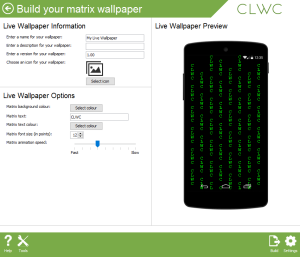 Build your matrix wallpaper
CLWC
Live Wallpaper Information
Enter a name for your wallpaper:
My Live Wallpaper
Enter a description for your wallpaper:
Enter a version for your wallpaper:
1.00
Choose an icon for your wallpaper:
Select icon
Live Wallpaper Options
Matrix background colour:
Select colour
Matrix text:
CLWC
Matrix text colour:
Select colour
Matrix font size (in points):
12
Matrix animation speed:
Fast
Slow
Live Wallpaper Preview
Help
Tools
Build
Settings